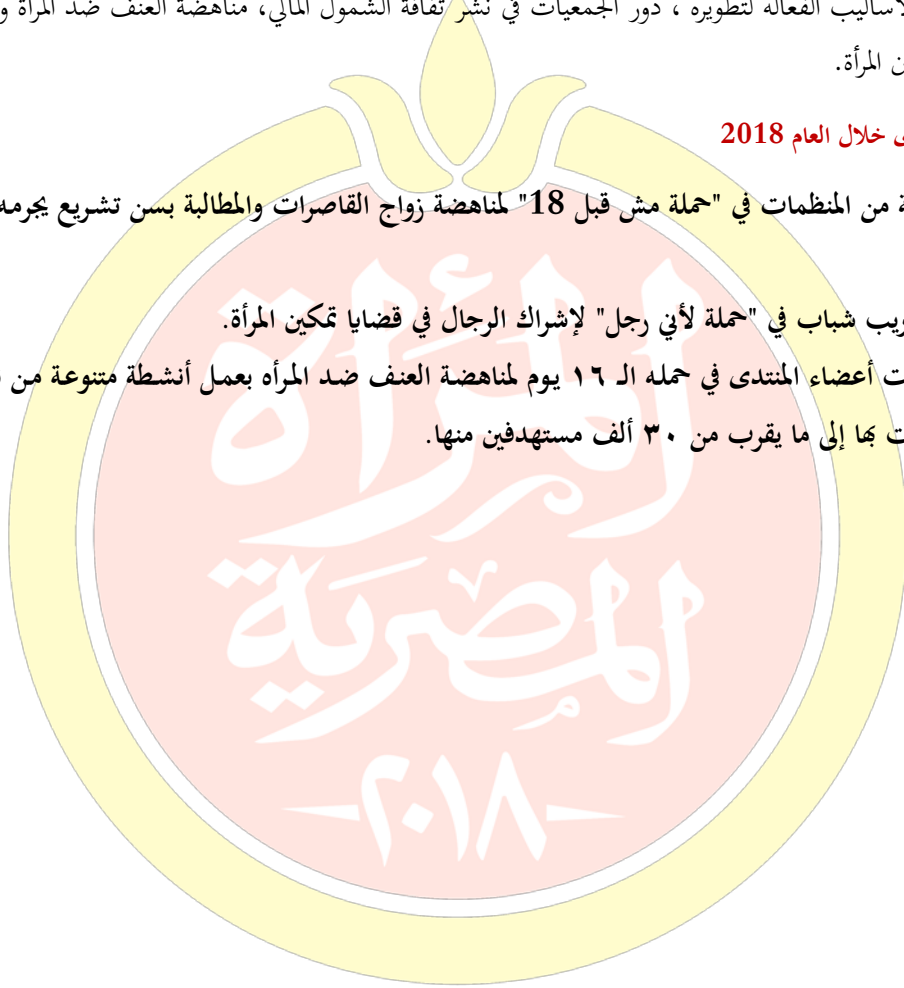 الأساليب الفعاله لتطويره ، دور الجمعيات في نشر ثقافة الشمول المالي، مناهضة العنف ضد المرأة و
المرأة.
خلال العام 2018
من المنظمات في "حملة مش قبل 18" لمناهضة زواج القاصرات والمطالبة بسن تشريع يجرمه
شباب في "حملة لأني رجل" لإشراك الرجال في قضايا تمكين المرأة.
أعضاء المنتدى في حمله الـ ١٦ يوم لمناهضة العنف ضد المرأه بعمل أنشطة متنوعة من
بها إلى ما يقرب من ٣٠ ألف مستهدفين منها.
المرأة
المصرية
٢٠١٨